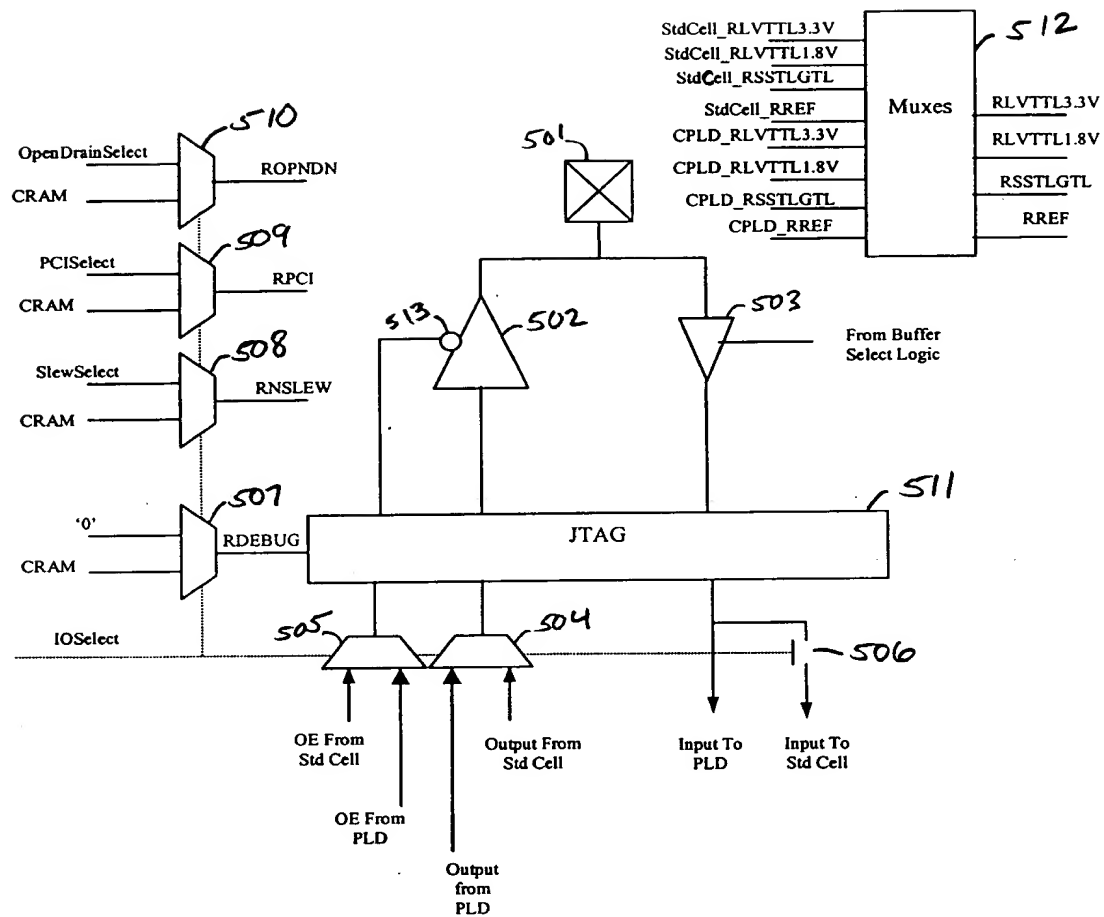 StdCell_RLVTTL3.3V
StdCell_RLVTTL1.8V
StdCell_RSSTLGTL
StdCell_RREF
CPLD_RLVTTL3.3V
CPLD_RLVTTL1.8V
CPLD_RSSTLGTL
CPLD_RREF
Muxes
512
RLVTTL3.3V
RLVTTL1.8V
RSSTLGTL
RREF
510
OpenDrainSelect
CRAM
ROPNDN
509
PCISelect
CRAM
RPCI
508
SlewSelect
CRAM
RNSLEW
501
513
502
503
From Buffer
Select Logic
507
'0'
CRAM
RDEBUG
JTAG
511
IOSelect
505
504
506
OE From
Std Cell
Output From
Std Cell
Input To
PLD
Input To
Std Cell
OE From
PLD
Output
from
PLD